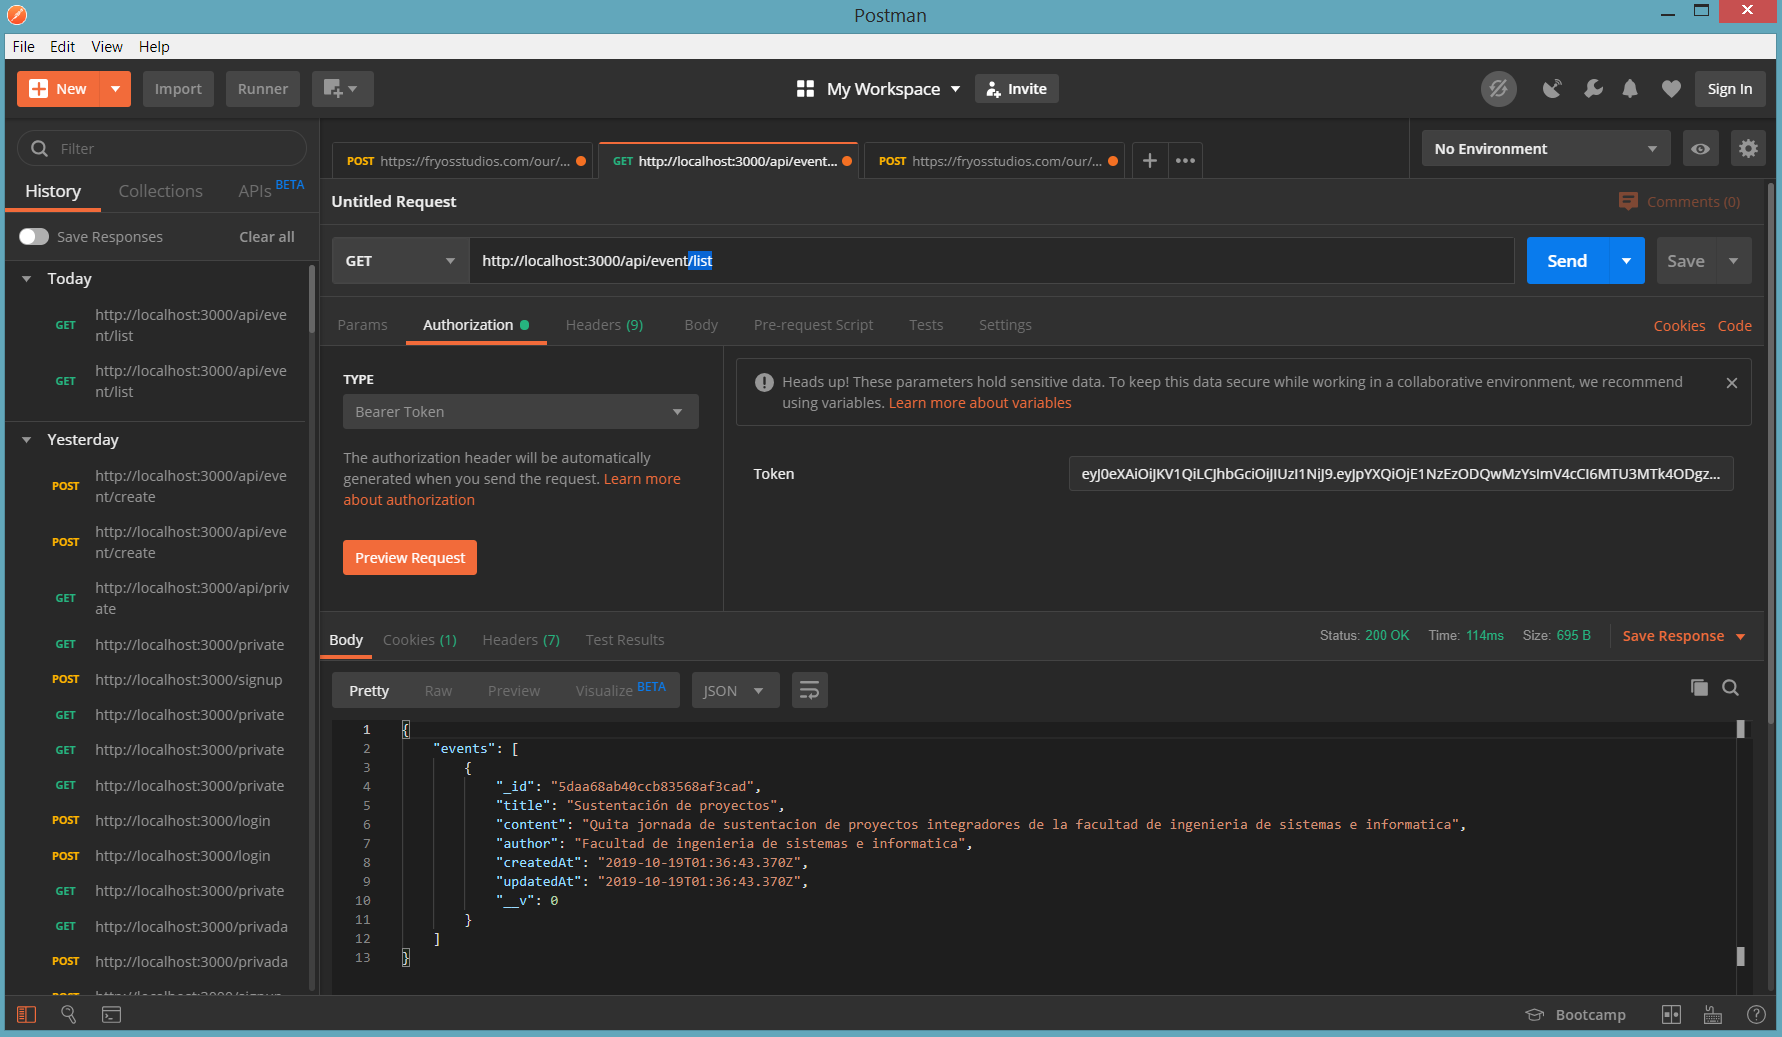 Postman
File Edit View Help
New Import Runner My Workspace Invite Sign In
Filter
History Collections APIs BETA
Save Responses Clear all
Today
GET http://localhost:3000/api/eve
nt/list
GET http://localhost:3000/api/eve
nt/list
Yesterday
POST http://localhost:3000/api/eve
nt/create
POST http://localhost:3000/api/eve
nt/create
GET http://localhost:3000/api/priv
ate
GET http://localhost:3000/private
POST http://localhost:3000/signup
GET http://localhost:3000/private
GET http://localhost:3000/private
GET http://localhost:3000/private
POST http://localhost:3000/login
POST http://localhost:3000/login
GET http://localhost:3000/private
GET http://localhost:3000/privada
POST http://localhost:3000/privada
POST https://fryosstudios.com/our/... GET http://localhost:3000/api/event... POST https://fryosstudios.com/our/... No Environment
Untitled Request Comments (0)
GET http://localhost:3000/api/event/list Send Save
Params Authorization Headers (9) Body Pre-request Script Tests Settings Cookies Code
TYPE
Bearer Token
The authorization header will be automatically
generated when you send the request. Learn more
about authorization
Preview Request
Heads up! These parameters hold sensitive data. To keep this data secure while working in a collaborative environment, we recommend
using variables. Learn more about variables
Token eyJ0eXAiOiJKV1QiLCJhbGciOiJIUzI1NiJ9.eyJpYXQiOjE1NzEzODQwMzYsImV4cCI6MTU3MTk4ODgz...
Body Cookies (1) Headers (7) Test Results Status: 200 OK Time: 114ms Size: 695 B Save Response
Pretty Raw Preview Visualize BETA JSON
1 {
2 "events": [
3 {
4 "_id": "5daa68ab40ccb83568af3cad",
5 "title": "Sustentación de proyectos",
6 "content": "Quita jornada de sustentacion de proyectos integradores de la facultad de ingenieria de sistemas e informatica",
7 "author": "Facultad de ingenieria de sistemas e informatica",
8 "createdAt": "2019-10-19T01:36:43.370Z",
9 "updatedAt": "2019-10-19T01:36:43.370Z",
10 "__v": 0
11 }
12 ]
13 }
Bootcamp